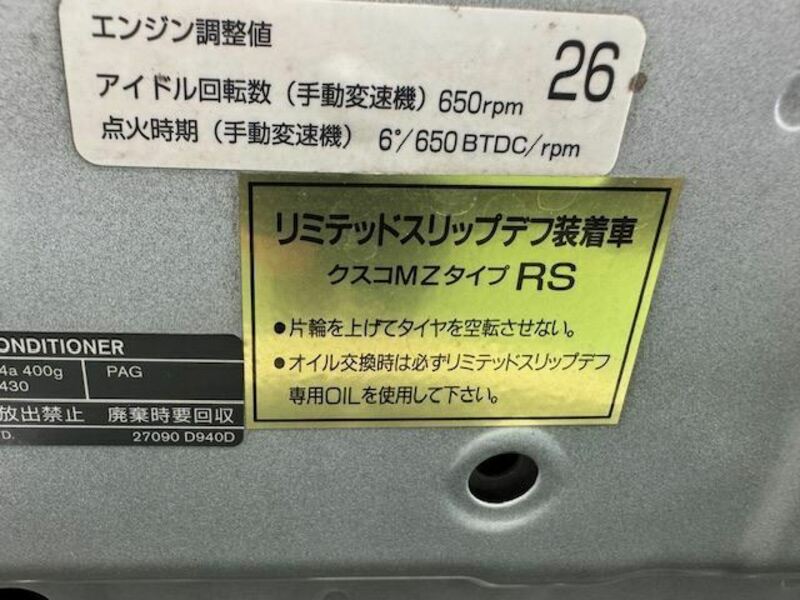 エンジン調整値
26
アイドル回転数（手動変速機）650rpm
点火時期（手動変速機） 6°/650BTDC/rpm
リミテッドスリップデフ装着車
クスコMZタイプ RS
●片輪を上げてタイヤを空転させない。
●オイル交換時は必ずリミテッドスリップデフ
専用OILを使用して下さい。
ONDITIONER
4a 400g PAG
430
放出禁止 廃棄時要回収
D. 27090 D940D